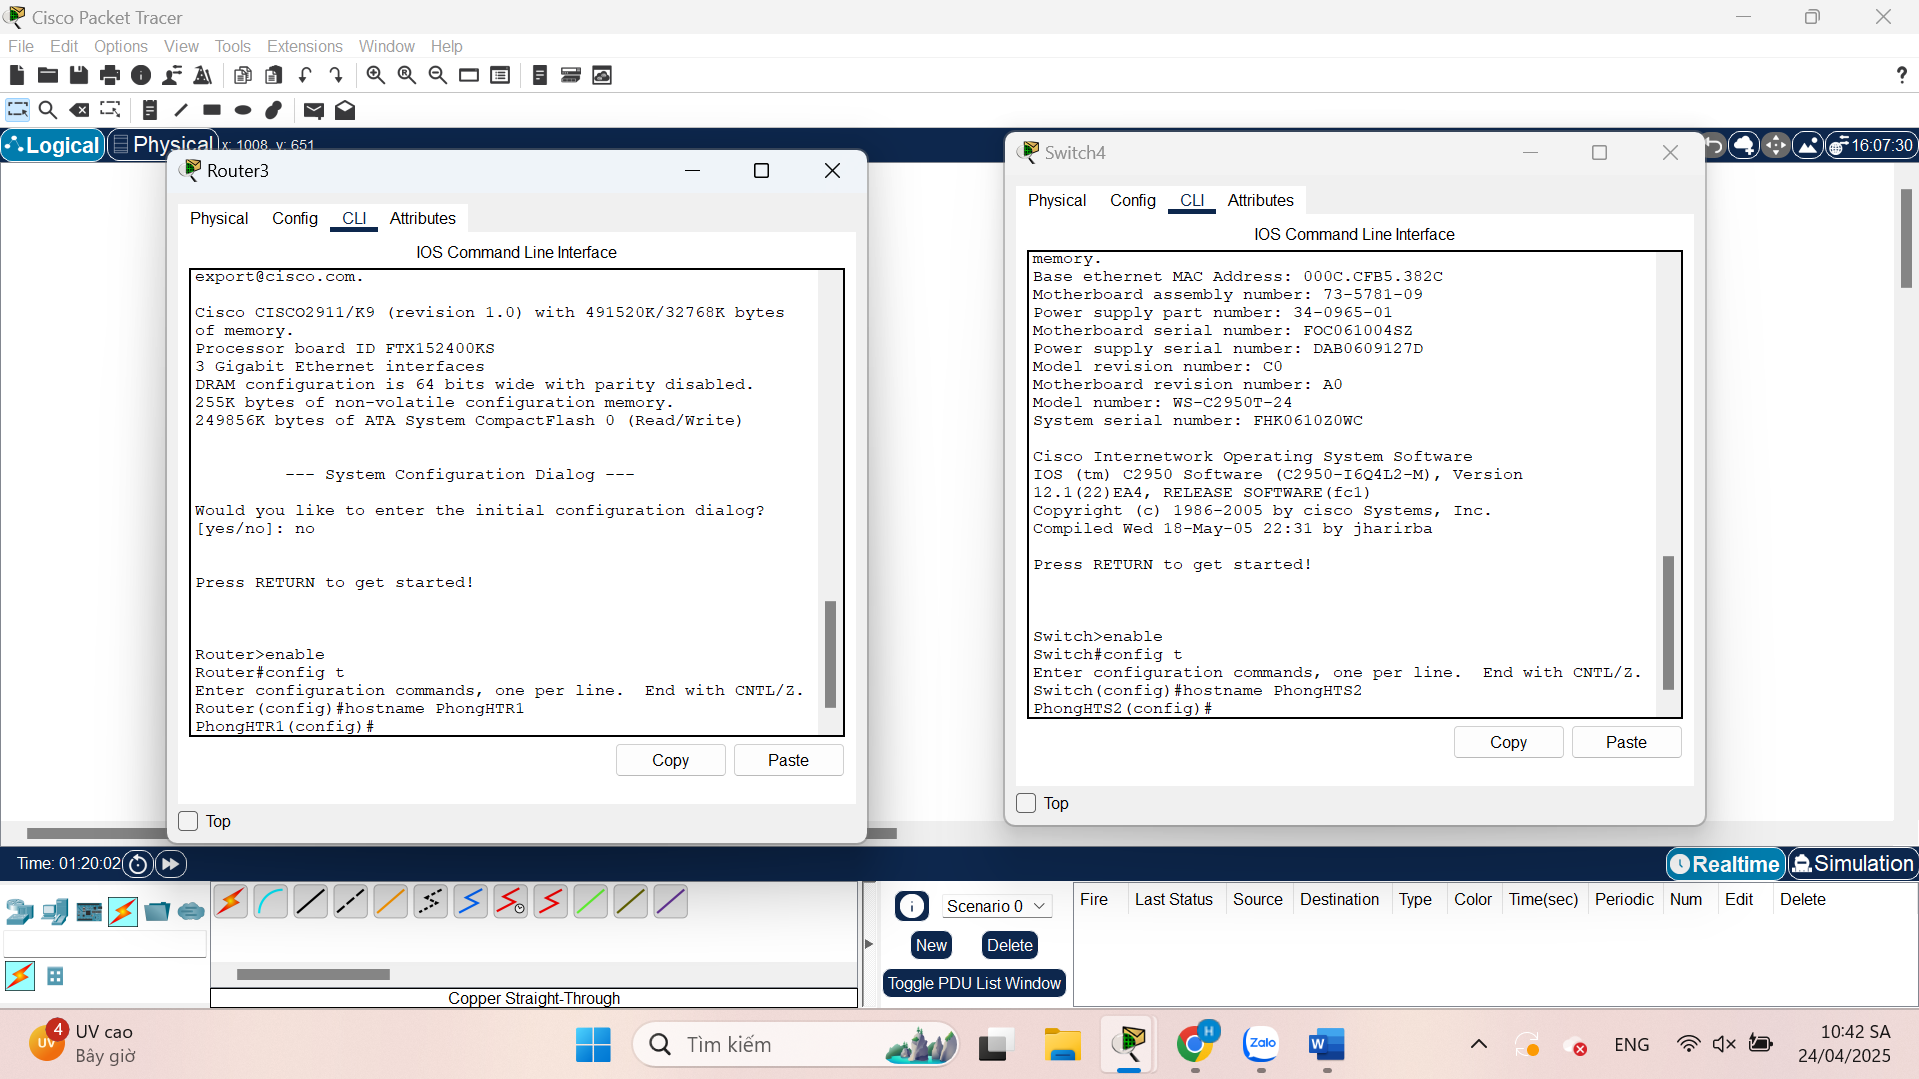 Cisco Packet Tracer
File Edit Options View Tools Extensions Window Help
?
Logical Physical x: 1008, y: 651
16:07:30
Router3
Physical Config CLI Attributes
IOS Command Line Interface
export@cisco.com.
Cisco CISCO2911/K9 (revision 1.0) with 491520K/32768K bytes
of memory.
Processor board ID FTX152400KS
3 Gigabit Ethernet interfaces
DRAM configuration is 64 bits wide with parity disabled.
255K bytes of non-volatile configuration memory.
249856K bytes of ATA System CompactFlash 0 (Read/Write)
--- System Configuration Dialog ---
Would you like to enter the initial configuration dialog?
[yes/no]: no
Press RETURN to get started!
Router>enable
Router#config t
Enter configuration commands, one per line.  End with CNTL/Z.
Router(config)#hostname PhongHTR1
PhongHTR1(config)#
Copy Paste
Top
Switch4
Physical Config CLI Attributes
IOS Command Line Interface
memory.
Base ethernet MAC Address: 000C.CFB5.382C
Motherboard assembly number: 73-5781-09
Power supply part number: 34-0965-01
Motherboard serial number: FOC061004SZ
Power supply serial number: DAB0609127D
Model revision number: C0
Motherboard revision number: A0
Model number: WS-C2950T-24
System serial number: FHK0610Z0WC
Cisco Internetwork Operating System Software
IOS (tm) C2950 Software (C2950-I6Q4L2-M), Version
12.1(22)EA4, RELEASE SOFTWARE(fc1)
Copyright (c) 1986-2005 by cisco Systems, Inc.
Compiled Wed 18-May-05 22:31 by jharirba
Press RETURN to get started!
Switch>enable
Switch#config t
Enter configuration commands, one per line.  End with CNTL/Z.
Switch(config)#hostname PhongHTS2
PhongHTS2(config)#
Copy Paste
Top
Time: 01:20:02
Realtime Simulation
Scenario 0
New Delete
Toggle PDU List Window
Fire Last Status Source Destination Type Color Time(sec) Periodic Num Edit Delete
Copper Straight-Through
4
UV
UV cao
Bây giờ
Tìm kiếm
H
Zalo
W
ENG
10:42 SA
24/04/2025